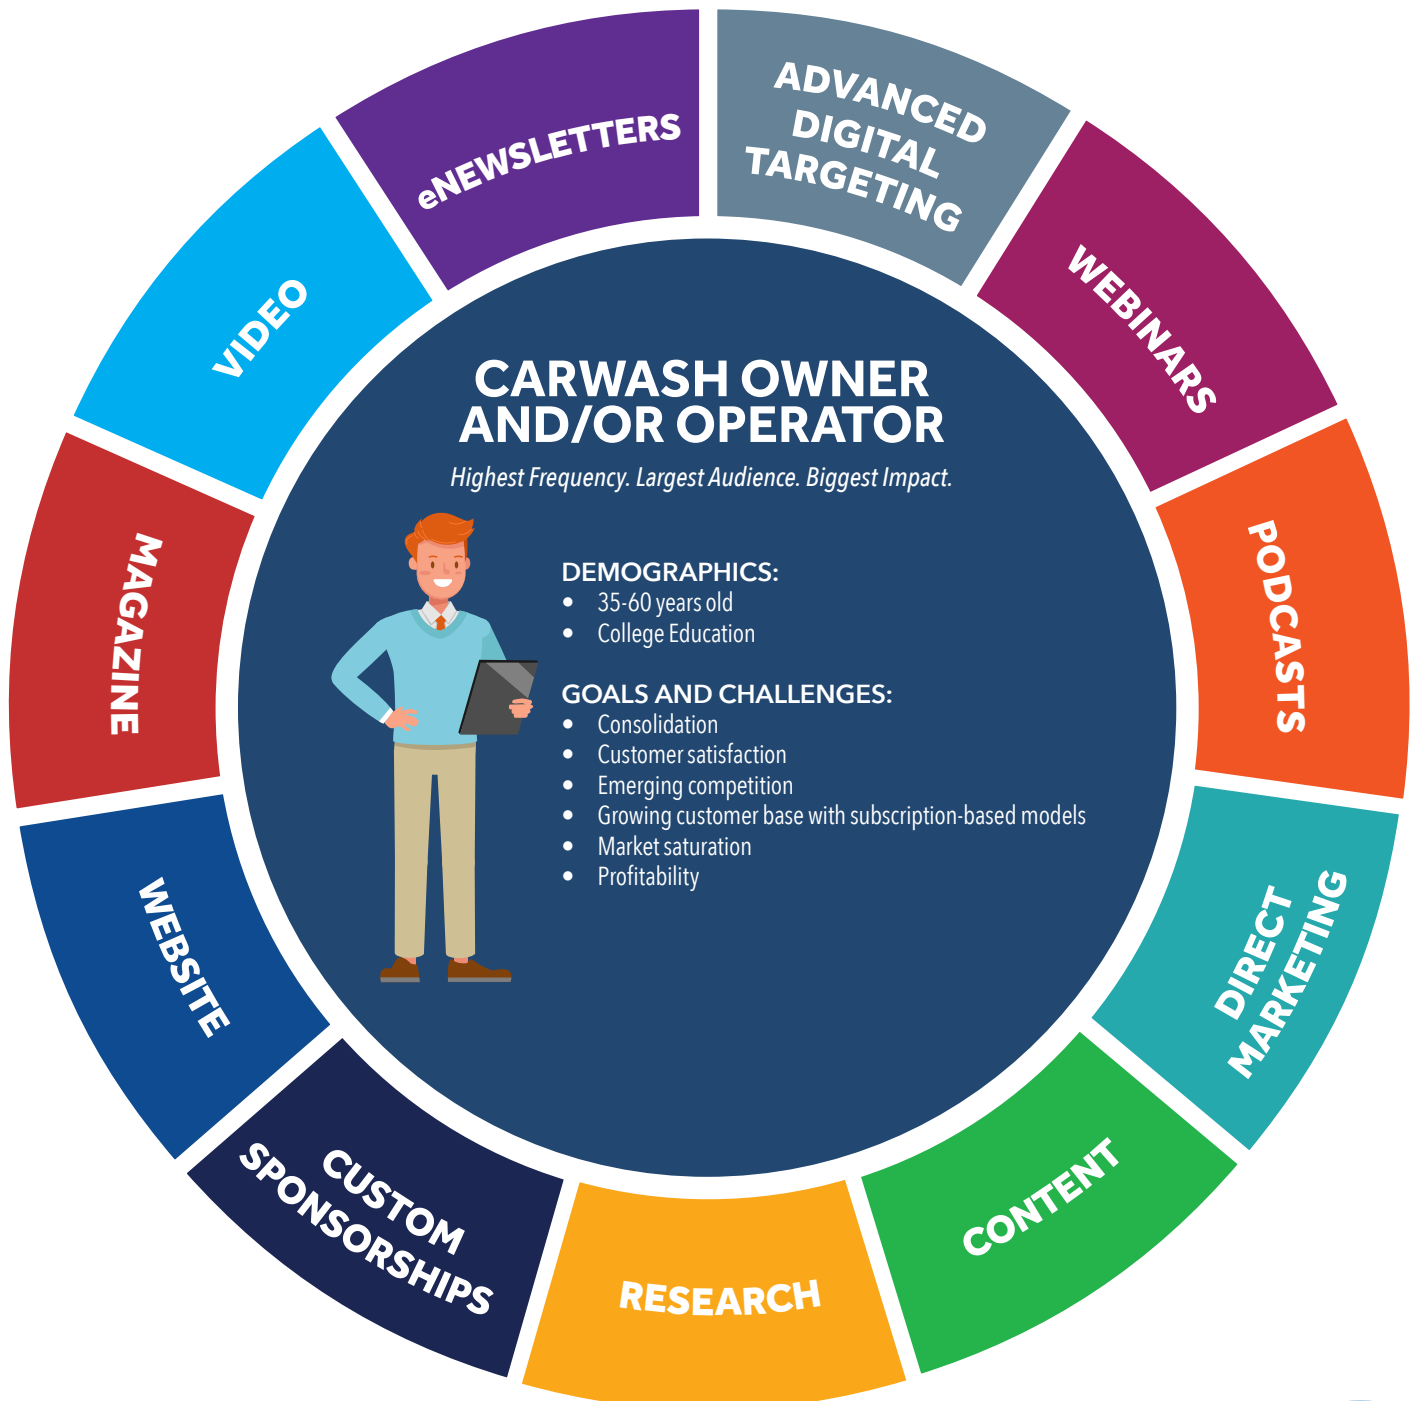 eNEWSLETTERS
ADVANCED
DIGITAL
TARGETING
WEBINARS
PODCASTS
DIRECT
MARKETING
CONTENT
RESEARCH
CUSTOM
SPONSORSHIPS
WEBSITE
MAGAZINE
VIDEO
CARWASH OWNER
AND/OR OPERATOR
Highest Frequency. Largest Audience. Biggest Impact.
DEMOGRAPHICS:
• 35-60 years old
• College Education
GOALS AND CHALLENGES:
• Consolidation
• Customer satisfaction
• Emerging competition
• Growing customer base with subscription-based models
• Market saturation
• Profitability